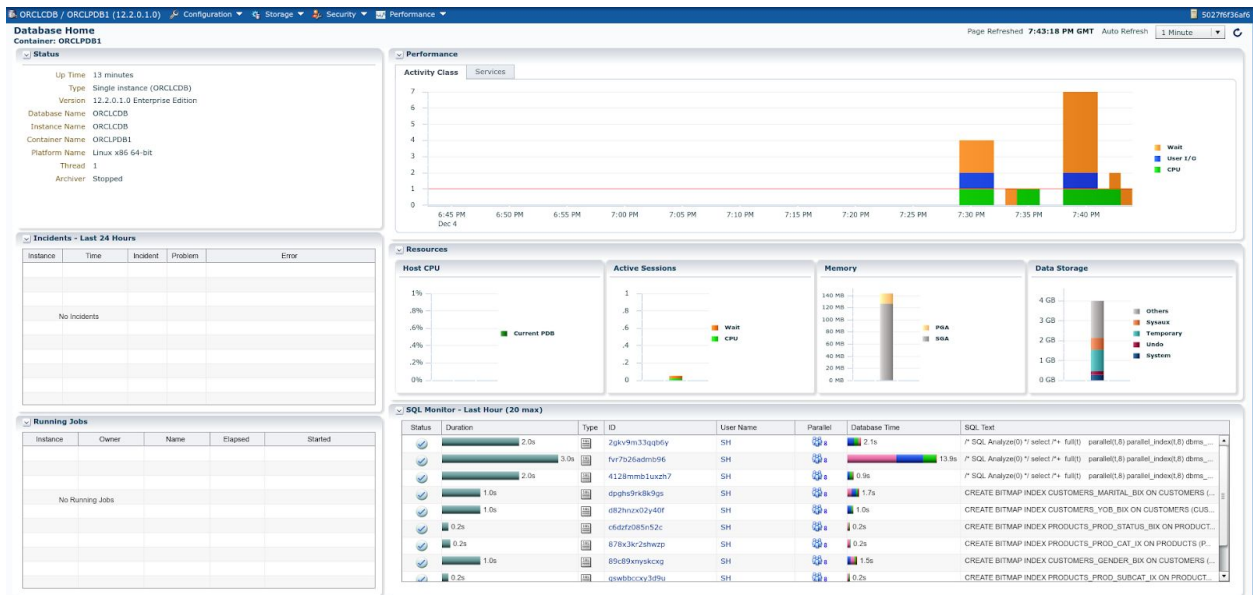 ORCLCDB / ORCLPDB1 (12.2.0.1.0) Configuration Storage Security Performance 5027f6f36af6
Database Home
Container: ORCLPDB1
Page Refreshed 7:43:18 PM GMT Auto Refresh 1 Minute
Status
Up Time 13 minutes
Type Single instance (ORCLCDB)
Version 12.2.0.1.0 Enterprise Edition
Database Name ORCLCDB
Instance Name ORCLCDB
Container Name ORCLPDB1
Platform Name Linux x86 64-bit
Thread 1
Archiver Stopped
Performance
Activity Class Services
7
6
5
4
3
2
1
0
6:45 PM 6:50 PM 6:55 PM 7:00 PM 7:05 PM 7:10 PM 7:15 PM 7:20 PM 7:25 PM 7:30 PM 7:35 PM 7:40 PM
Dec 4
Wait
User I/O
CPU
Incidents - Last 24 Hours
Instance Time Incident Problem Error
No Incidents
Resources
Host CPU
1%
.8%
.6%
.4%
.2%
0%
Current PDB
Active Sessions
1
.8
.6
.4
.2
0
Wait
CPU
Memory
140 MB
120 MB
100 MB
80 MB
60 MB
40 MB
20 MB
0 MB
PGA
SGA
Data Storage
4 GB
3 GB
2 GB
1 GB
0 GB
Others
Sysaux
Temporary
Undo
System
Running Jobs
Instance Owner Name Elapsed Started
No Running Jobs
SQL Monitor - Last Hour (20 max)
Status Duration Type ID User Name Parallel Database Time SQL Text
2.0s 2gkv9m33qqb6y SH 8 2.1s /* SQL Analyze(0) */ select /*+ full(t) parallel(t,8) parallel_index(t,8) dbms_...
3.0s fvr7b26admb96 SH 8 13.9s /* SQL Analyze(0) */ select /*+ full(t) parallel(t,8) parallel_index(t,8) dbms_...
2.0s 4128mmb1uxzh7 SH 8 0.9s /* SQL Analyze(0) */ select /*+ full(t) parallel(t,8) parallel_index(t,8) dbms_...
1.0s dpghs9rk8k9gs SH 8 1.7s CREATE BITMAP INDEX CUSTOMERS_MARITAL_BIX ON CUSTOMERS (...
1.0s d82hnzx02y40f SH 8 1.0s CREATE BITMAP INDEX CUSTOMERS_YOB_BIX ON CUSTOMERS (CUS...
0.2s c6dzfz085n52c SH 8 0.2s CREATE BITMAP INDEX PRODUCTS_PROD_STATUS_BIX ON PRODUCT...
0.2s 878x3kr2shwzp SH 8 0.2s CREATE BITMAP INDEX PRODUCTS_PROD_CAT_IX ON PRODUCTS (P...
1.0s 89c89xnyskcxg SH 8 1.5s CREATE BITMAP INDEX CUSTOMERS_GENDER_BIX ON CUSTOMERS (...
0.2s gswbbccxy3d9u SH 8 0.2s CREATE BITMAP INDEX PRODUCTS_PROD_SUBCAT_IX ON PRODUCT...